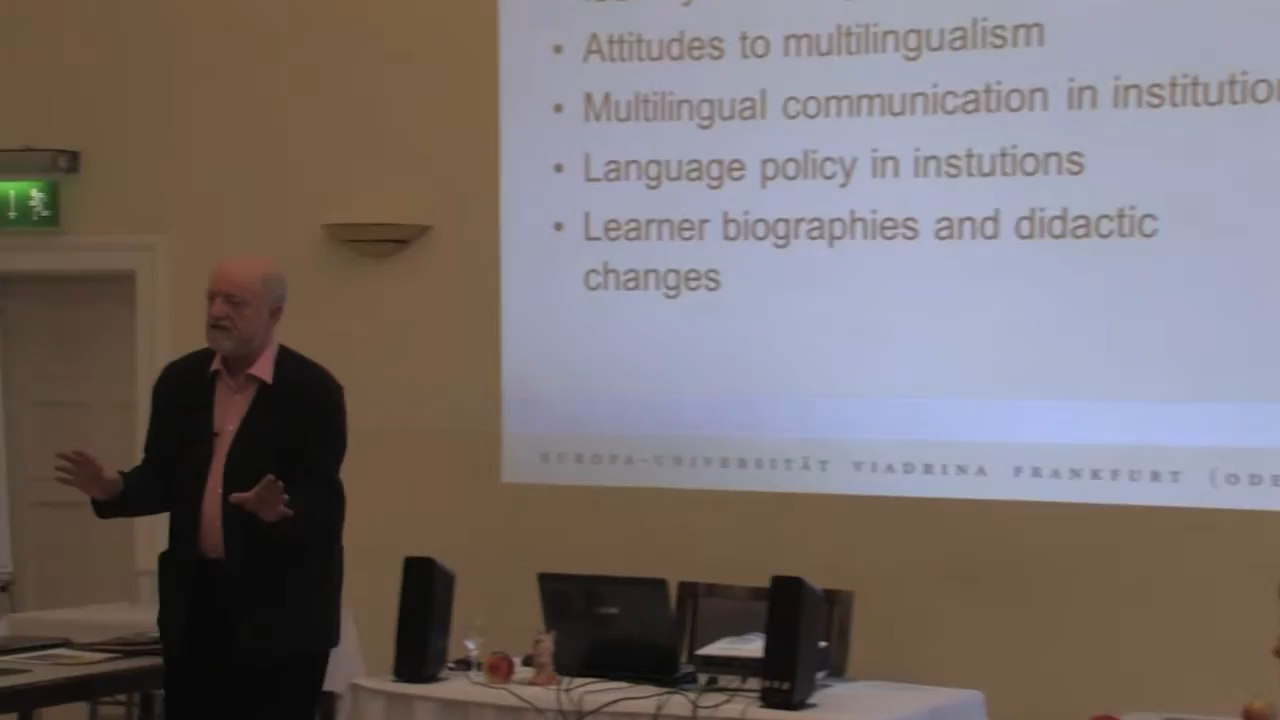 • Attitudes to multilingualism
• Multilingual communication in institution
• Language policy in instutions
• Learner biographies and didactic
changes
EUROPA-UNIVERSITÄT VIADRINA FRANKFURT (ODE